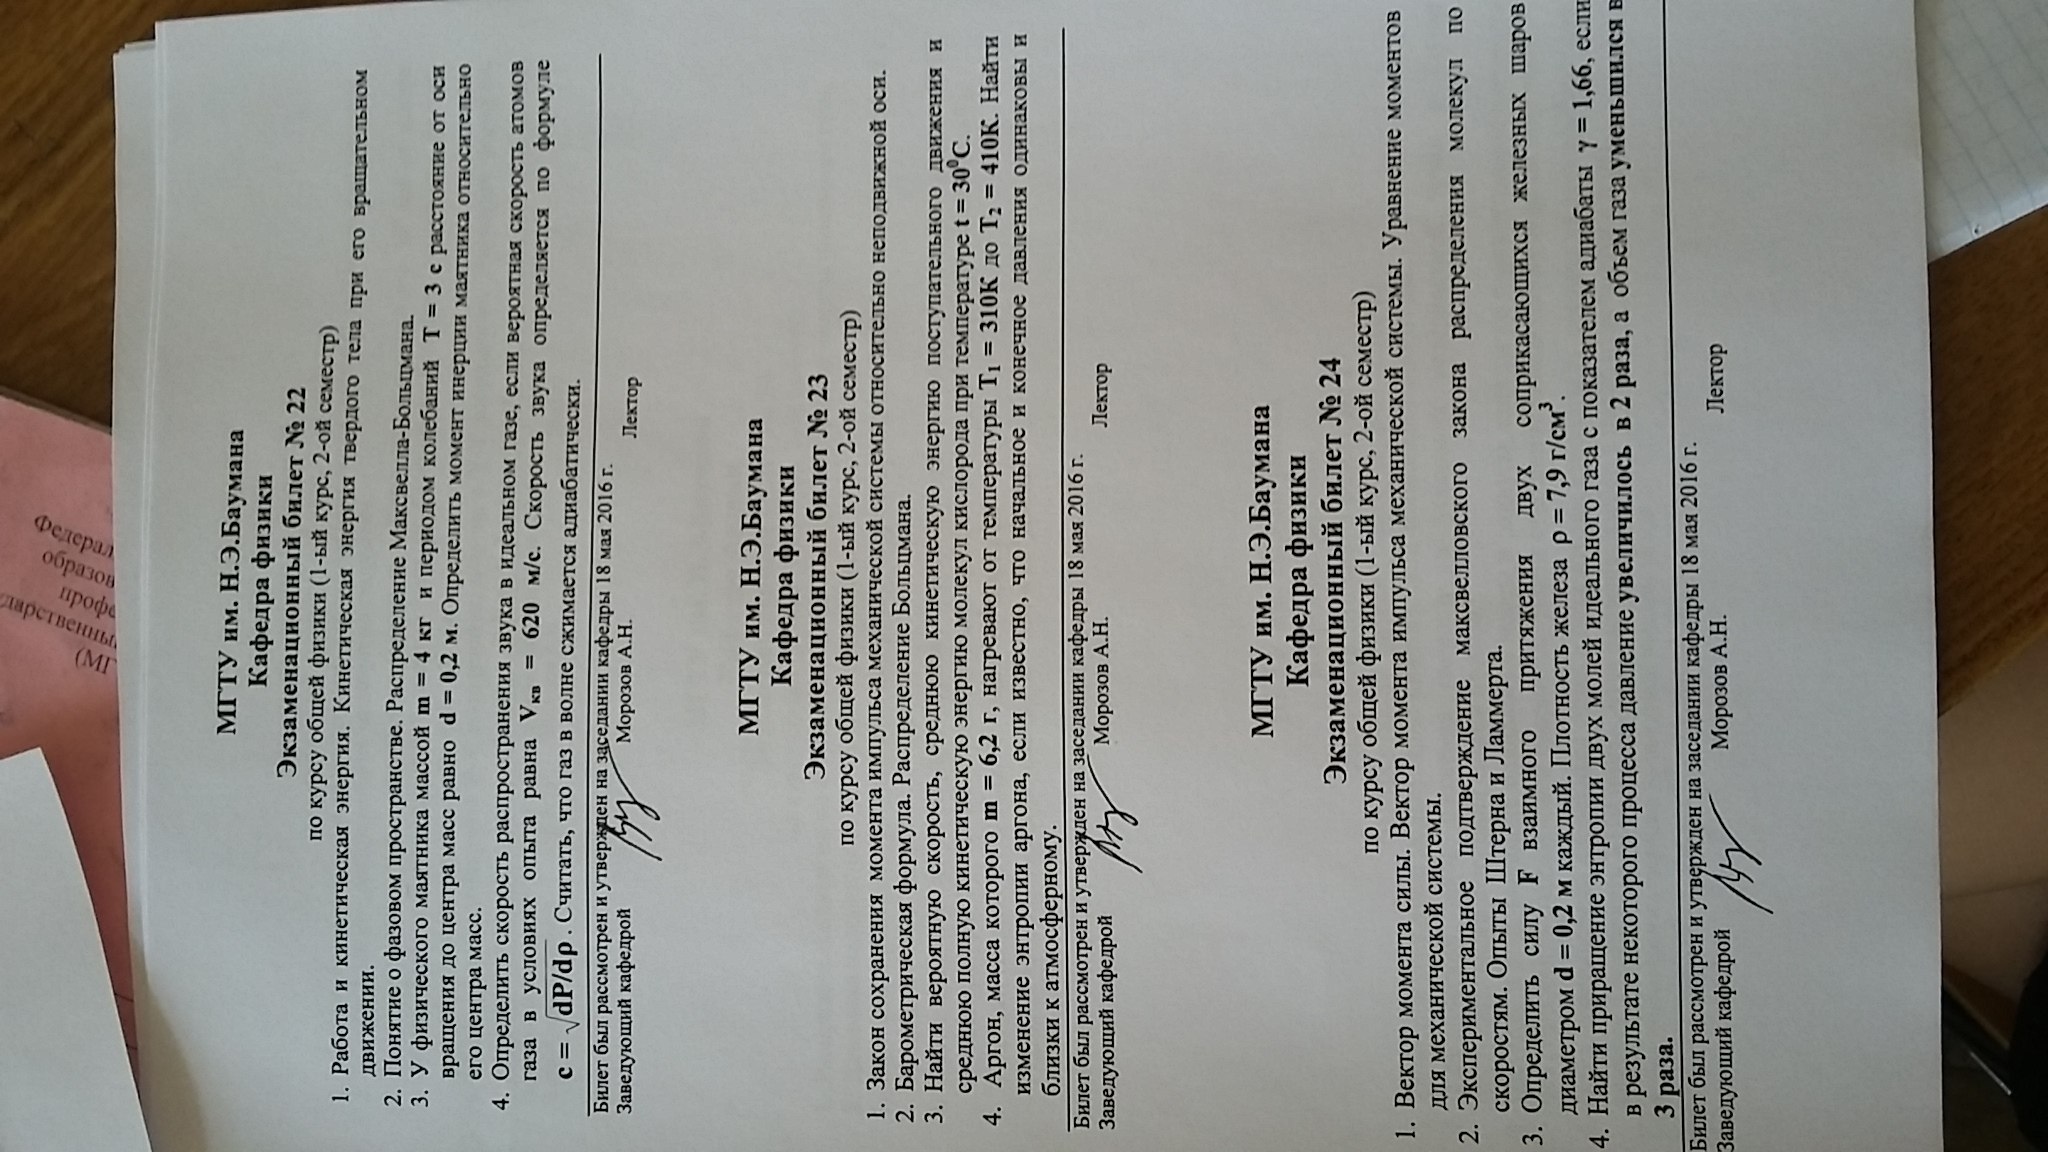 Федерал
образов
профе
дарственны
(МГ
МГТУ им. Н.Э.Баумана
Кафедра физики
Экзаменационный билет № 22
по курсу общей физики (1-ый курс, 2-ой семестр)
1. Работа и кинетическая энергия. Кинетическая энергия твердого тела при его вращательном
движении.
2. Понятие о фазовом пространстве. Распределение Максвелла-Больцмана.
3. У физического маятника массой m = 4 кг и периодом колебаний T = 3 с расстояние от оси
вращения до центра масс равно d = 0,2 м. Определить момент инерции маятника относительно
его центра масс.
4. Определить скорость распространения звука в идеальном газе, если вероятная скорость атомов
газа в условиях опыта равна Vкв = 620 м/с. Скорость звука определяется по формуле
c = √dP/dρ . Считать, что газ в волне сжимается адиабатически.
Билет был рассмотрен и утвержден на заседании кафедры 18 мая 2016 г.
Заведующий кафедрой Морозов А.Н. Лектор
МГТУ им. Н.Э.Баумана
Кафедра физики
Экзаменационный билет № 23
по курсу общей физики (1-ый курс, 2-ой семестр)
1. Закон сохранения момента импульса механической системы относительно неподвижной оси.
2. Барометрическая формула. Распределение Больцмана.
3. Найти вероятную скорость, среднюю кинетическую энергию поступательного движения и
среднюю полную кинетическую энергию молекул кислорода при температуре t = 30⁰С.
4. Аргон, масса которого m = 6,2 г, нагревают от температуры T₁ = 310К до T₂ = 410К. Найти
изменение энтропии аргона, если известно, что начальное и конечное давления одинаковы и
близки к атмосферному.
Билет был рассмотрен и утвержден на заседании кафедры 18 мая 2016 г.
Заведующий кафедрой Морозов А.Н. Лектор
МГТУ им. Н.Э.Баумана
Кафедра физики
Экзаменационный билет № 24
по курсу общей физики (1-ый курс, 2-ой семестр)
1. Вектор момента силы. Вектор момента импульса механической системы. Уравнение моментов
для механической системы.
2. Экспериментальное подтверждение максвелловского закона распределения молекул по
скоростям. Опыты Штерна и Ламмерта.
3. Определить силу F взаимного притяжения двух соприкасающихся железных шаров
диаметром d = 0,2 м каждый. Плотность железа ρ = 7,9 г/см³.
4. Найти приращение энтропии двух молей идеального газа с показателем адиабаты γ = 1,66, если
в результате некоторого процесса давление увеличилось в 2 раза, а объем газа уменьшился в
3 раза.
Билет был рассмотрен и утвержден на заседании кафедры 18 мая 2016 г.
Заведующий кафедрой Морозов А.Н. Лектор